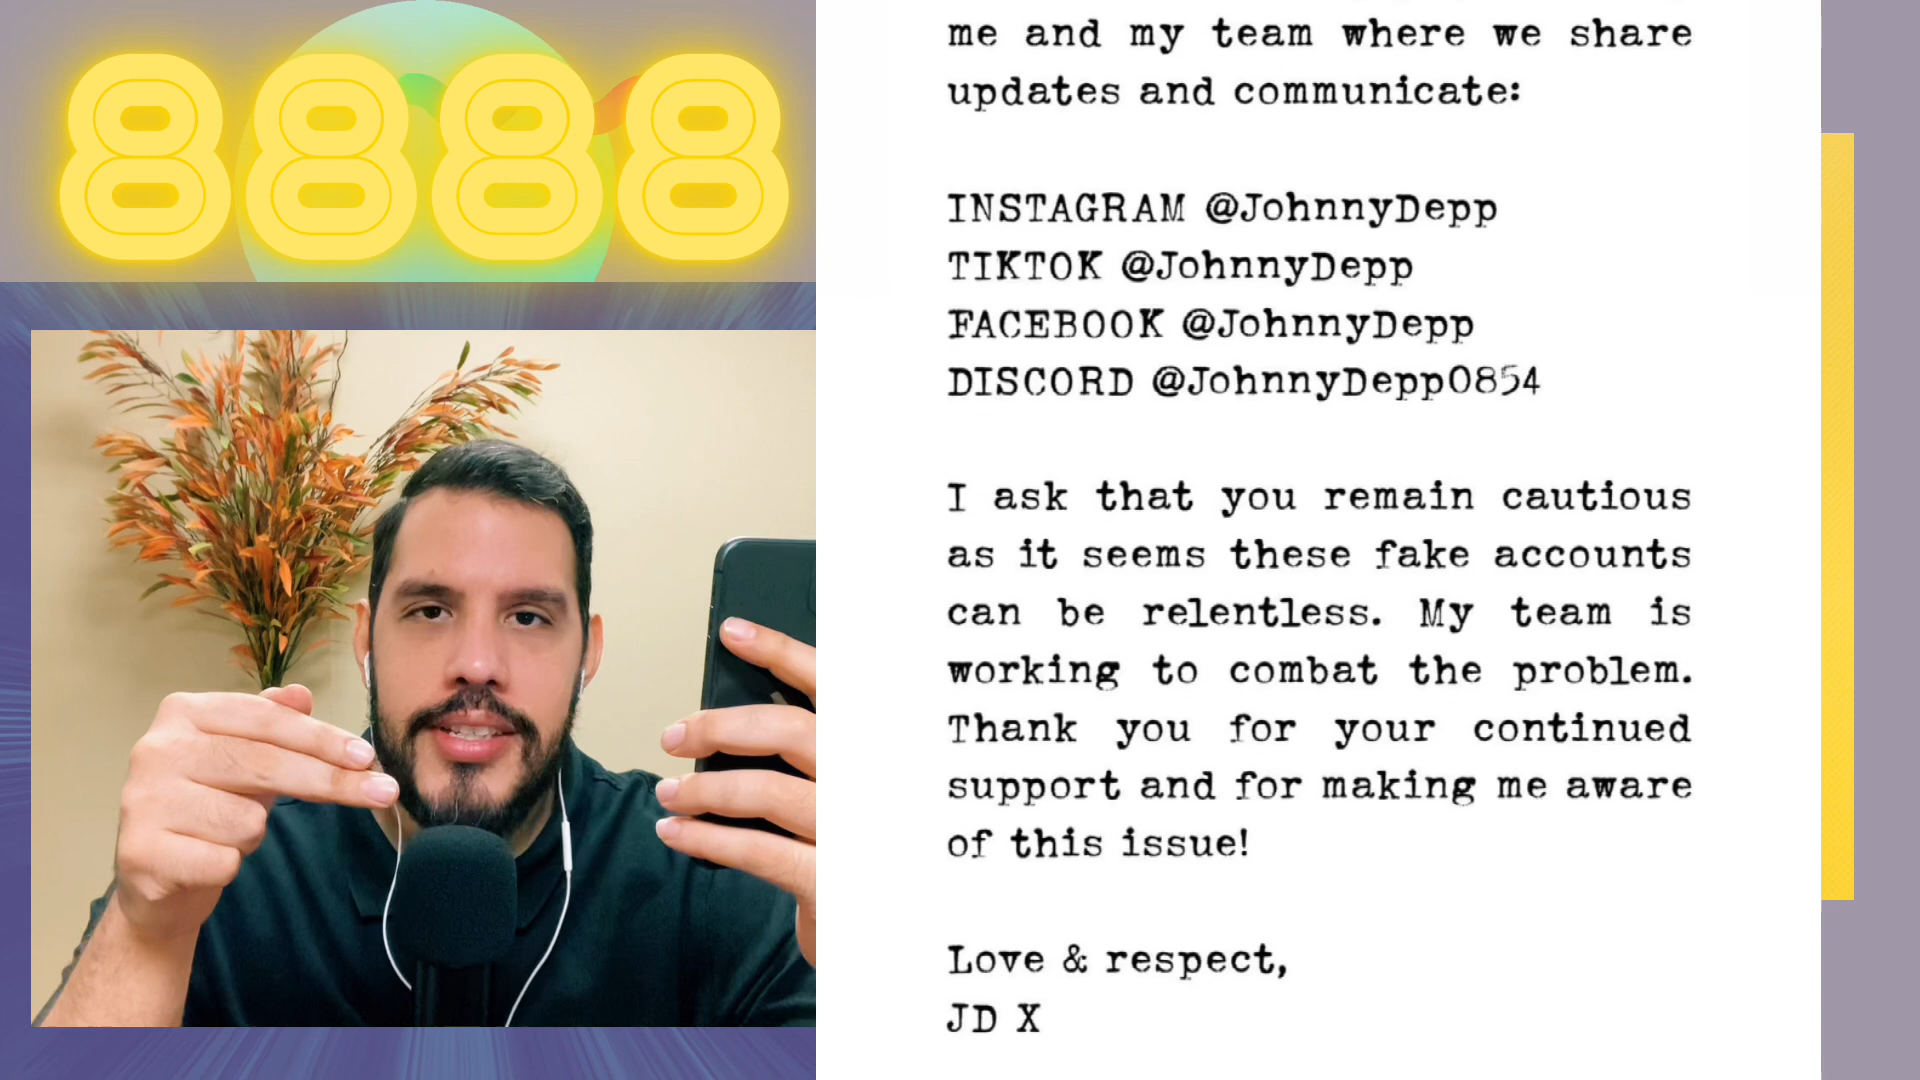 8888
me and my team where we share
updates and communicate:
INSTAGRAM @JohnnyDepp
TIKTOK @JohnnyDepp
FACEBOOK @JohnnyDepp
DISCORD @JohnnyDepp0854
I ask that you remain cautious
as it seems these fake accounts
can be relentless. My team is
working to combat the problem.
Thank you for your continued
support and for making me aware
of this issue!
Love & respect,
JD X